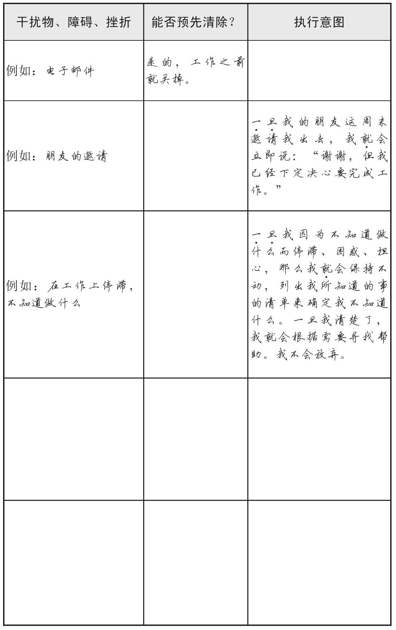 干扰物、障碍、挫折
能否预先清除？
执行意图
例如：电子邮件
是的，工作之前
就关掉。
例如：朋友的邀请
一旦我的朋友这周末
邀请我出去，我就会
立即说：“谢谢，但我
已经下定决心要完成工
作。”
例如：在工作上停滞，
不知道做什么
一旦我因为不知道做
什么而停滞、困惑、担
心，那么我就会保持不
动，列出我所知道的事
的清单来确定我不知道
什么。一旦我清楚了，
我就会根据需要寻找帮
助。我不会放弃。